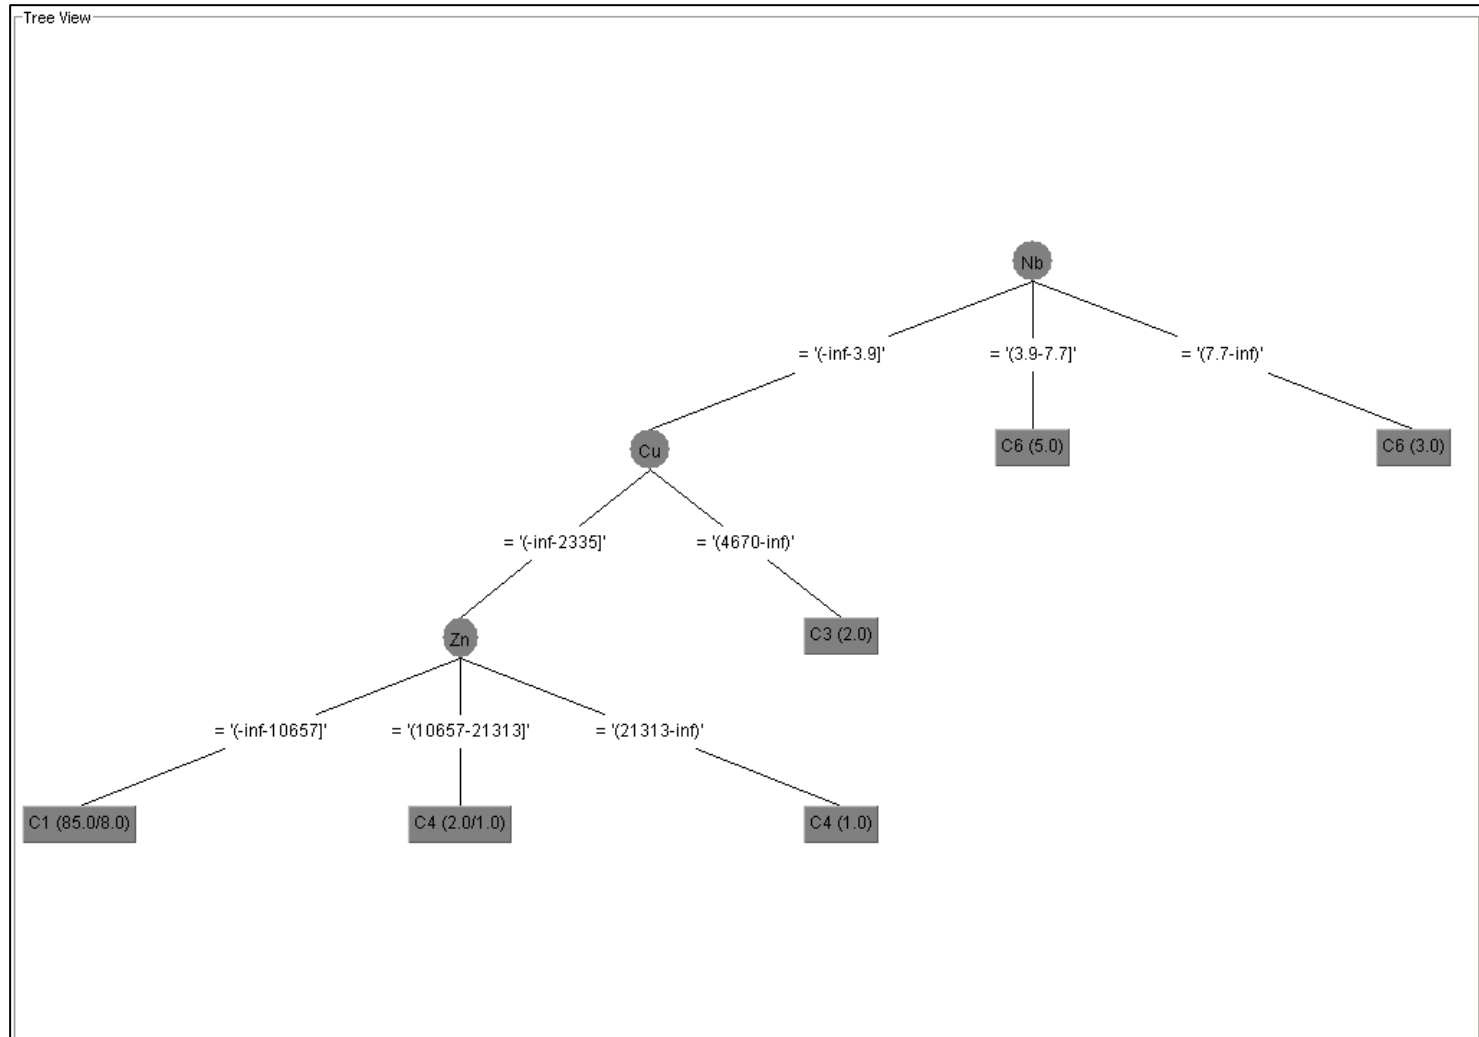 Tree View
Nb
= '(-inf-3.9]' = '(3.9-7.7]' = '(7.7-inf)'
Cu C6 (5.0) C6 (3.0)
= '(-inf-2335]' = '(4670-inf)'
Zn C3 (2.0)
= '(-inf-10657]' = '(10657-21313]' = '(21313-inf)'
C1 (85.0/8.0) C4 (2.0/1.0) C4 (1.0)